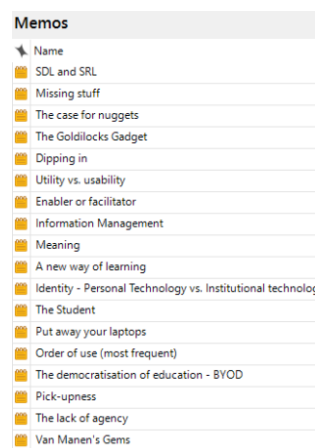 Memos
Name
SDL and SRL
Missing stuff
The case for nuggets
The Goldilocks Gadget
Dipping in
Utility vs. usability
Enabler or facilitator
Information Management
Meaning
A new way of learning
Identity - Personal Technology vs. Institutional technolog
The Student
Put away your laptops
Order of use (most frequent)
The democratisation of education - BYOD
Pick-upness
The lack of agency
Van Manen's Gems